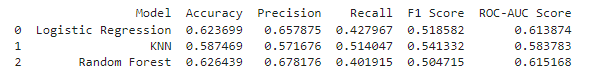 Model Accuracy Precision Recall F1 Score ROC-AUC Score
0 Logistic Regression 0.623699 0.657875 0.427967 0.518582 0.613874
1 KNN 0.587469 0.571676 0.514047 0.541332 0.583783
2 Random Forest 0.626439 0.678176 0.401915 0.504715 0.615168